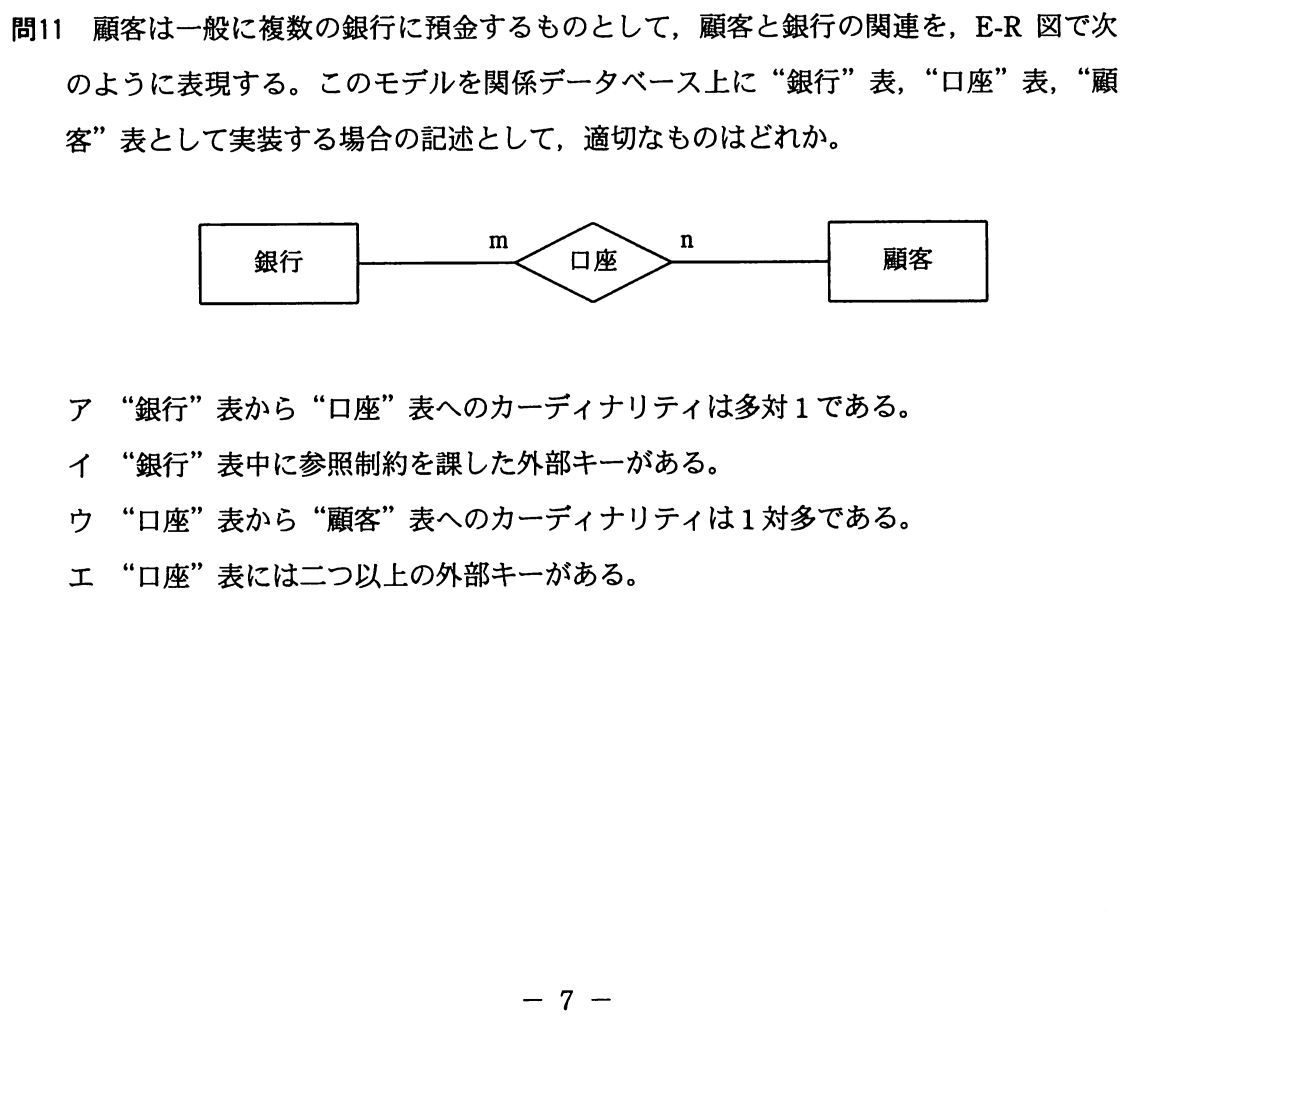 問11 顧客は一般に複数の銀行に預金するものとして，顧客と銀行の関連を，E-R 図で次
のように表現する。このモデルを関係データベース上に“銀行”表，“口座”表，“顧
客”表として実装する場合の記述として，適切なものはどれか。
銀行 m 口座 n 顧客
ア “銀行”表から“口座”表へのカーディナリティは多対1である。
イ “銀行”表中に参照制約を課した外部キーがある。
ウ “口座”表から“顧客”表へのカーディナリティは1対多である。
エ “口座”表には二つ以上の外部キーがある。
－ 7 －